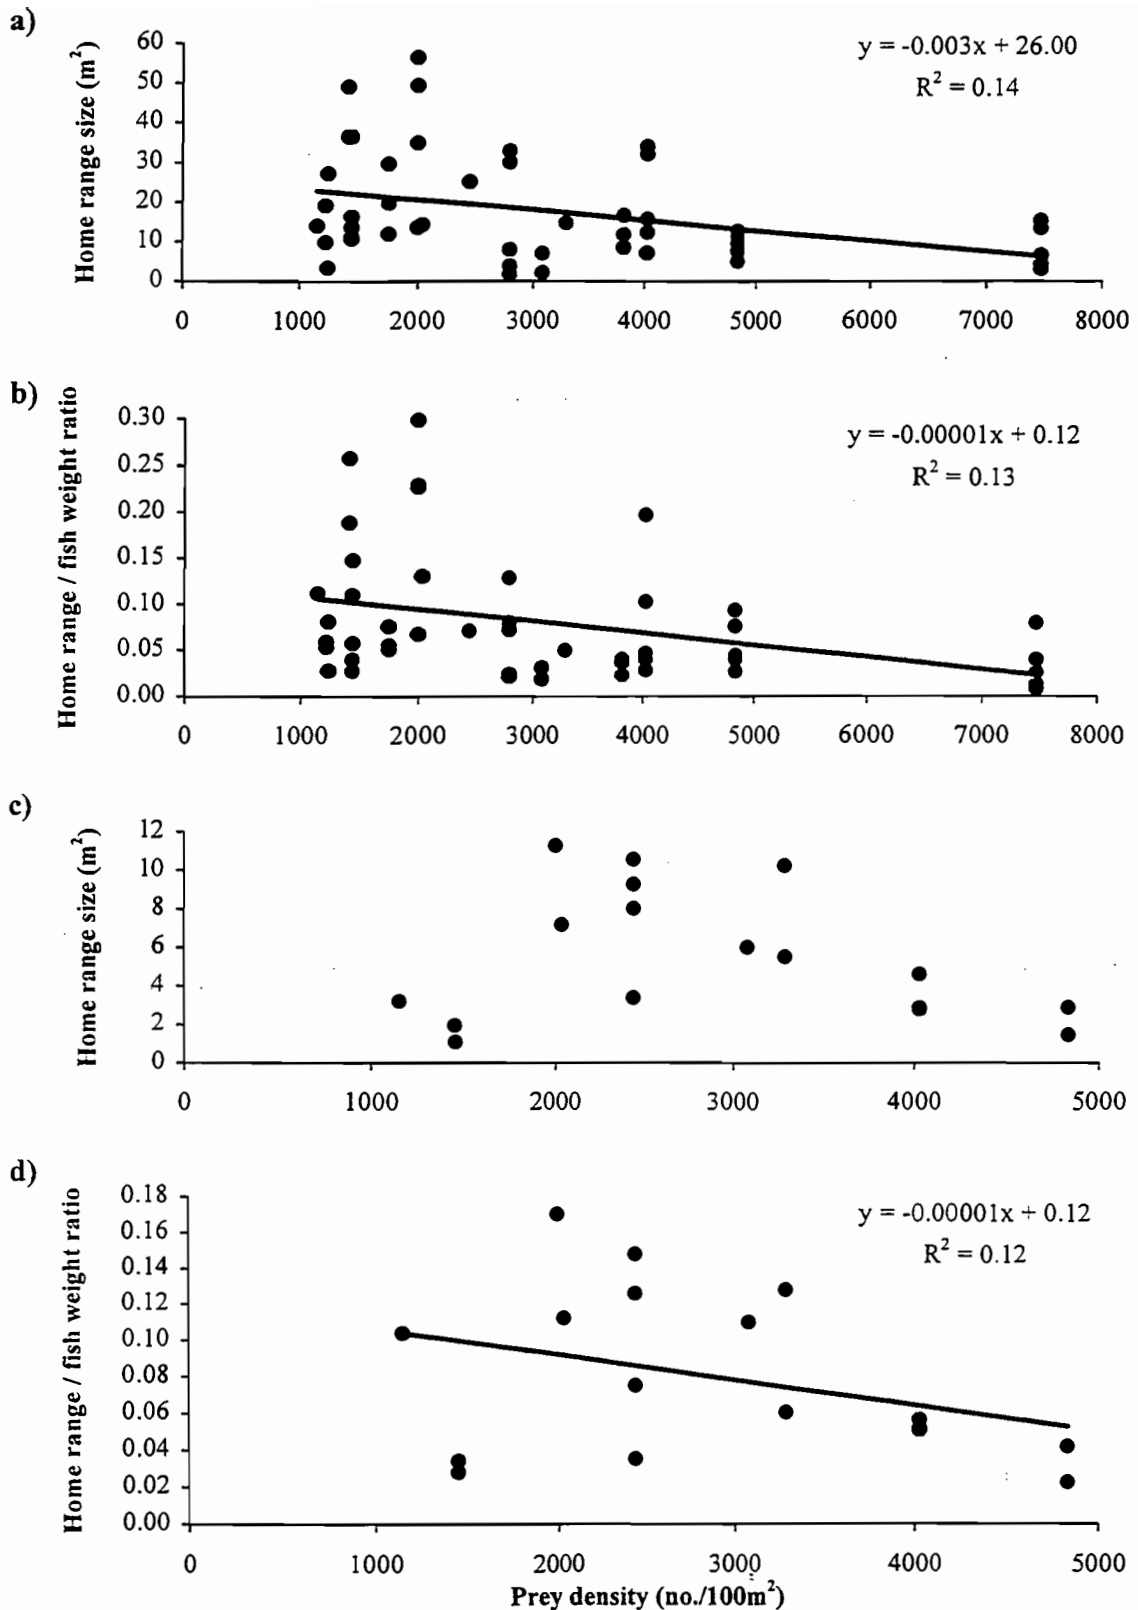 a)
Home range size (m²)
60
50
40
30
20
10
0
y = -0.003x + 26.00
R² = 0.14
0 1000 2000 3000 4000 5000 6000 7000 8000
b)
Home range / fish weight ratio
0.30
0.25
0.20
0.15
0.10
0.05
0.00
y = -0.00001x + 0.12
R² = 0.13
0 1000 2000 3000 4000 5000 6000 7000 8000
c)
Home range size (m²)
12
10
8
6
4
2
0
0 1000 2000 3000 4000 5000
d)
Home range / fish weight ratio
0.18
0.16
0.14
0.12
0.10
0.08
0.06
0.04
0.02
0.00
y = -0.00001x + 0.12
R² = 0.12
0 1000 2000 3000 4000 5000
Prey density (no./100m²)